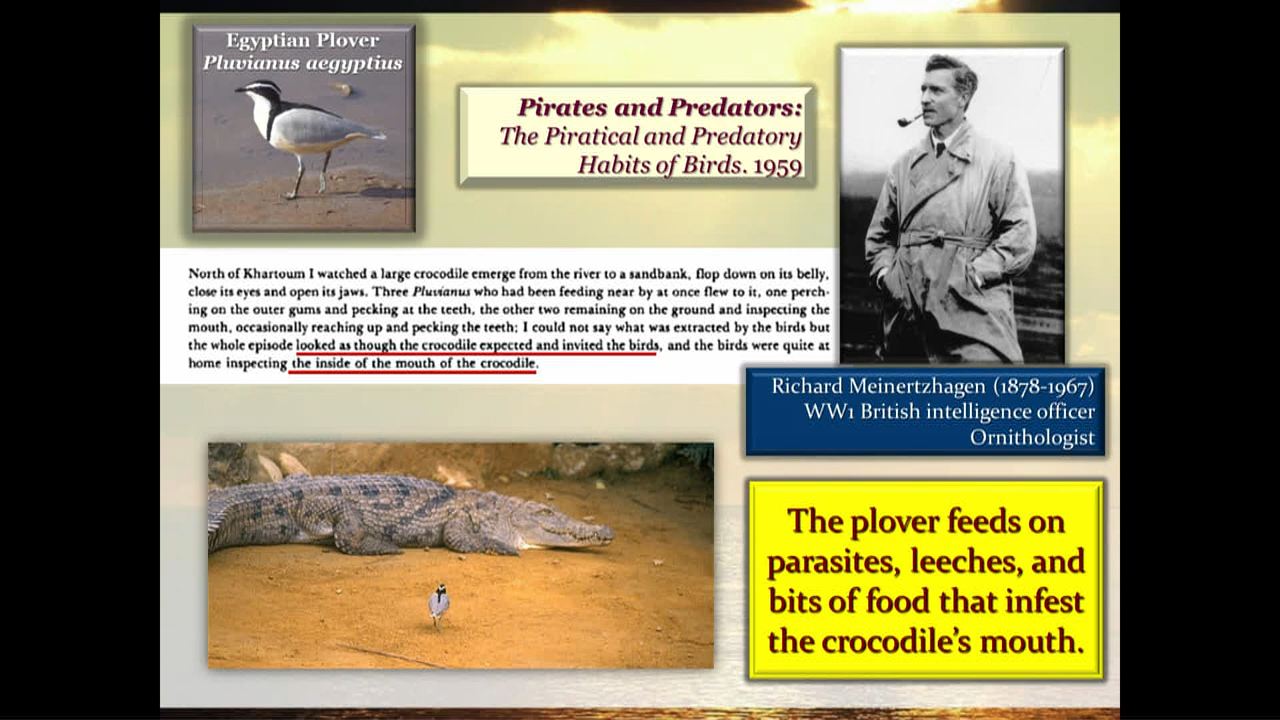 Egyptian Plover
Pluvianus aegyptius
Pirates and Predators:
The Piratical and Predatory
Habits of Birds. 1959
North of Khartoum I watched a large crocodile emerge from the river to a sandbank, flop down on its belly,
close its eyes and open its jaws. Three Pluvianus who had been feeding near by at once flew to it, one perch-
ing on the outer gums and pecking at the teeth, the other two remaining on the ground and inspecting the
mouth, occasionally reaching up and pecking the teeth; I could not say what was extracted by the birds but
the whole episode looked as though the crocodile expected and invited the birds, and the birds were quite at
home inspecting the inside of the mouth of the crocodile.
Richard Meinertzhagen (1878-1967)
WW1 British intelligence officer
Ornithologist
The plover feeds on
parasites, leeches, and
bits of food that infest
the crocodile's mouth.